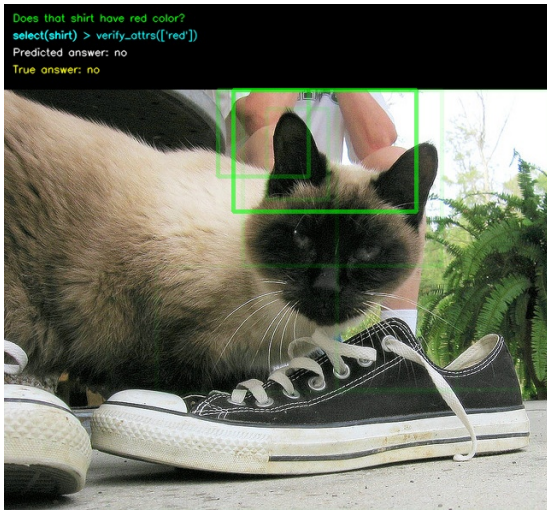 Does that shirt have red color?
select(shirt) > verify_attrs(['red'])
Predicted answer: no
True answer: no